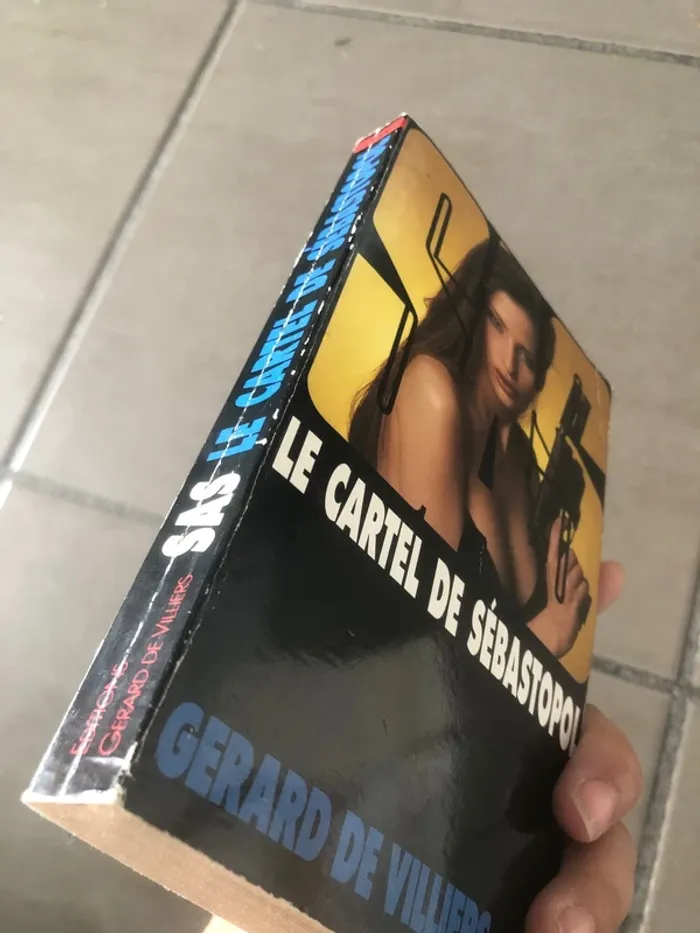 LE CARTEL DE SÉBASTOPOL
GERARD DE VILLIERS
SAS LE CARTEL DE SÉBASTOPOL
EDITIONS
GERARD DE VILLIERS